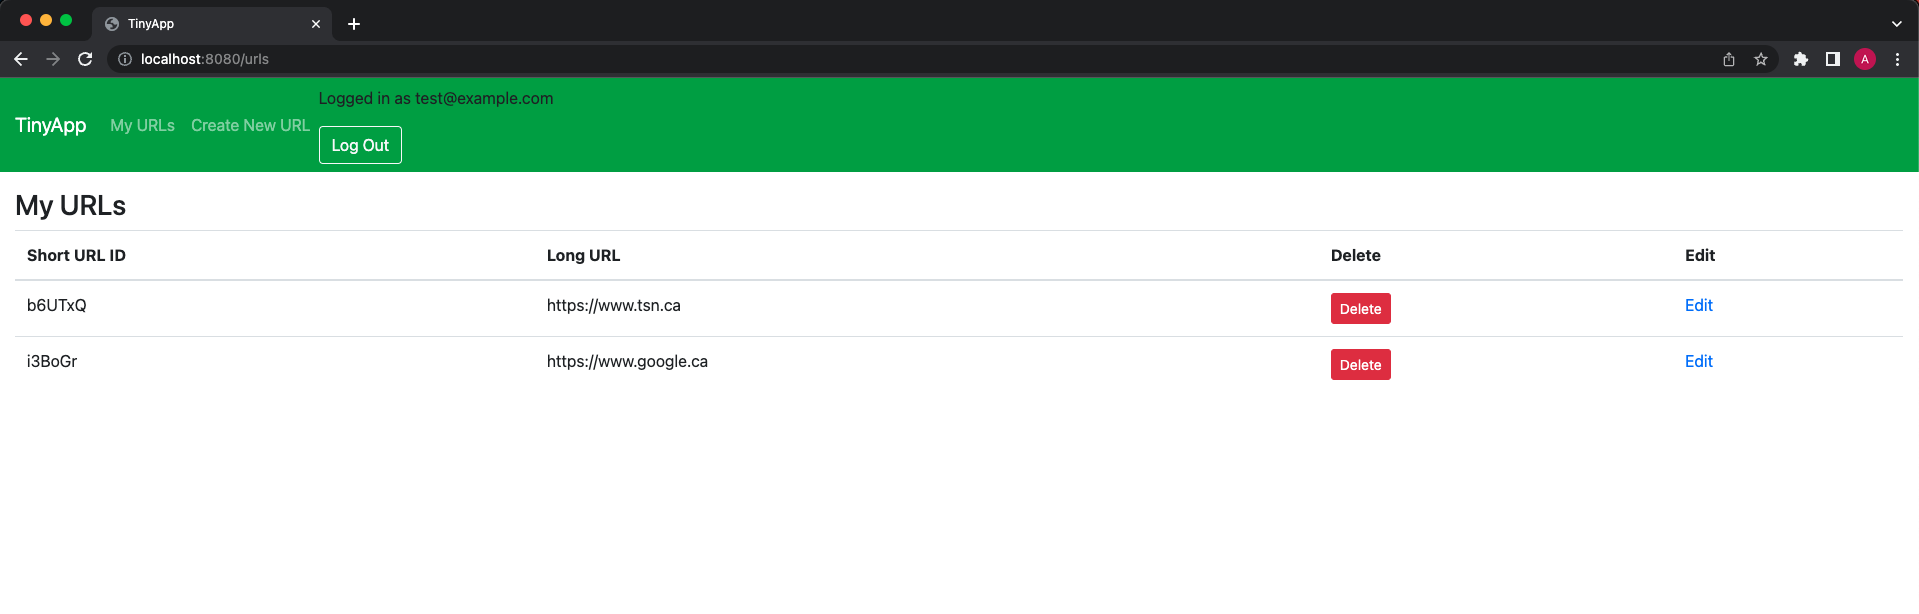 TinyApp
localhost:8080/urls
A
Logged in as test@example.com
TinyApp My URLs Create New URL
Log Out
My URLs
Short URL ID Long URL Delete Edit
b6UTxQ https://www.tsn.ca Delete Edit
i3BoGr https://www.google.ca Delete Edit